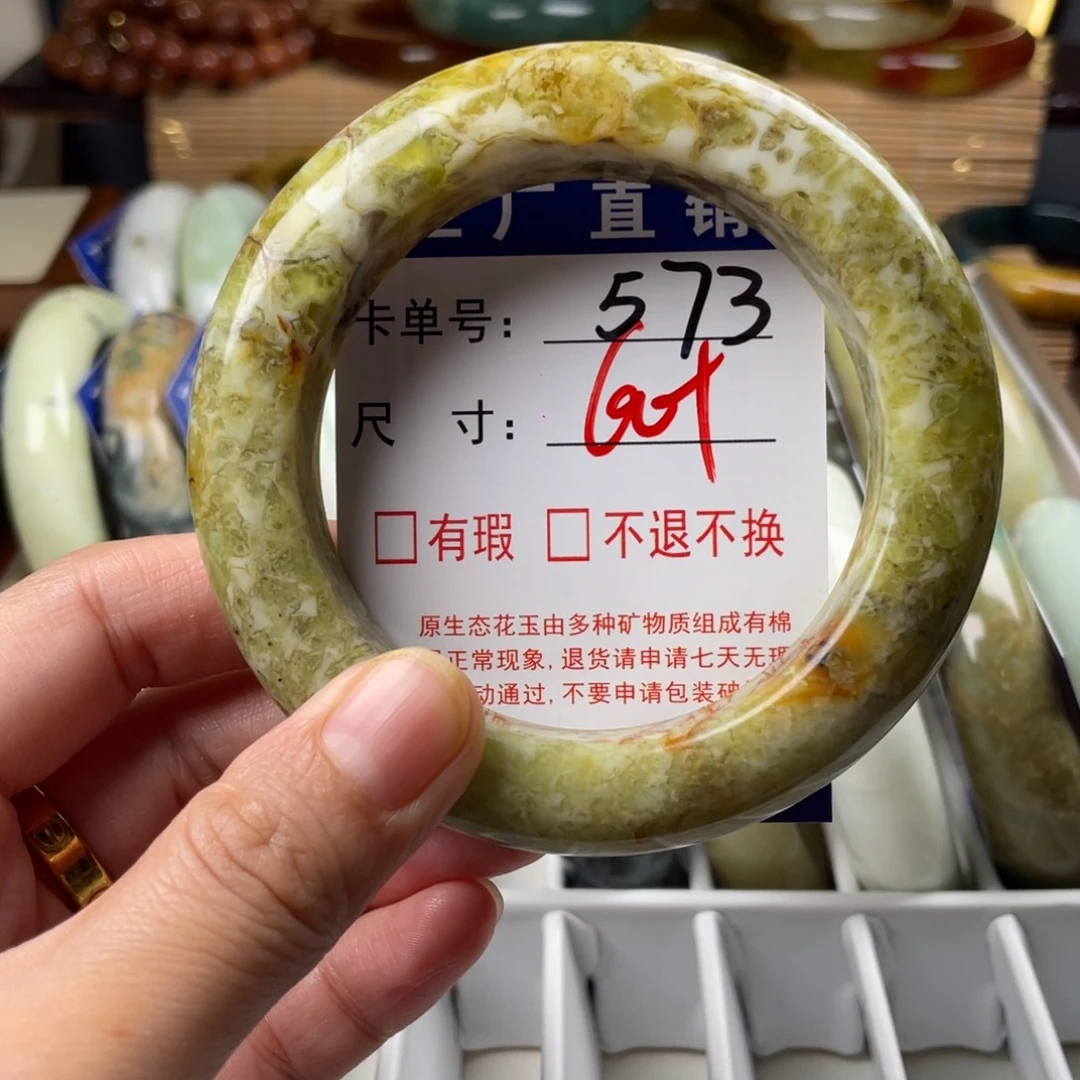 厂直销
卡单号: 573
尺 寸:
□有瑕 □不退不换
原生态花玉由多种矿物质组成有棉
正常现象,退货请申请七天无理
动通过,不要申请包装破